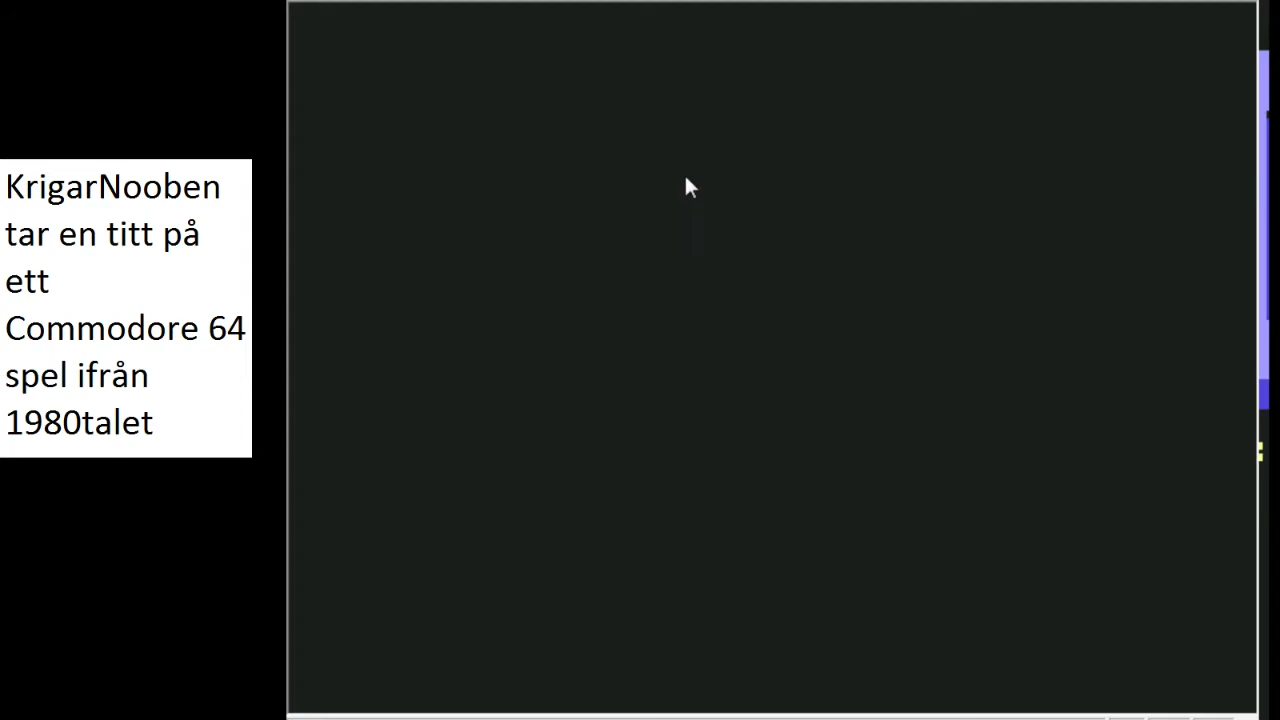 KrigarNooben
tar en titt på
ett
Commodore 64
spel ifrån
1980talet